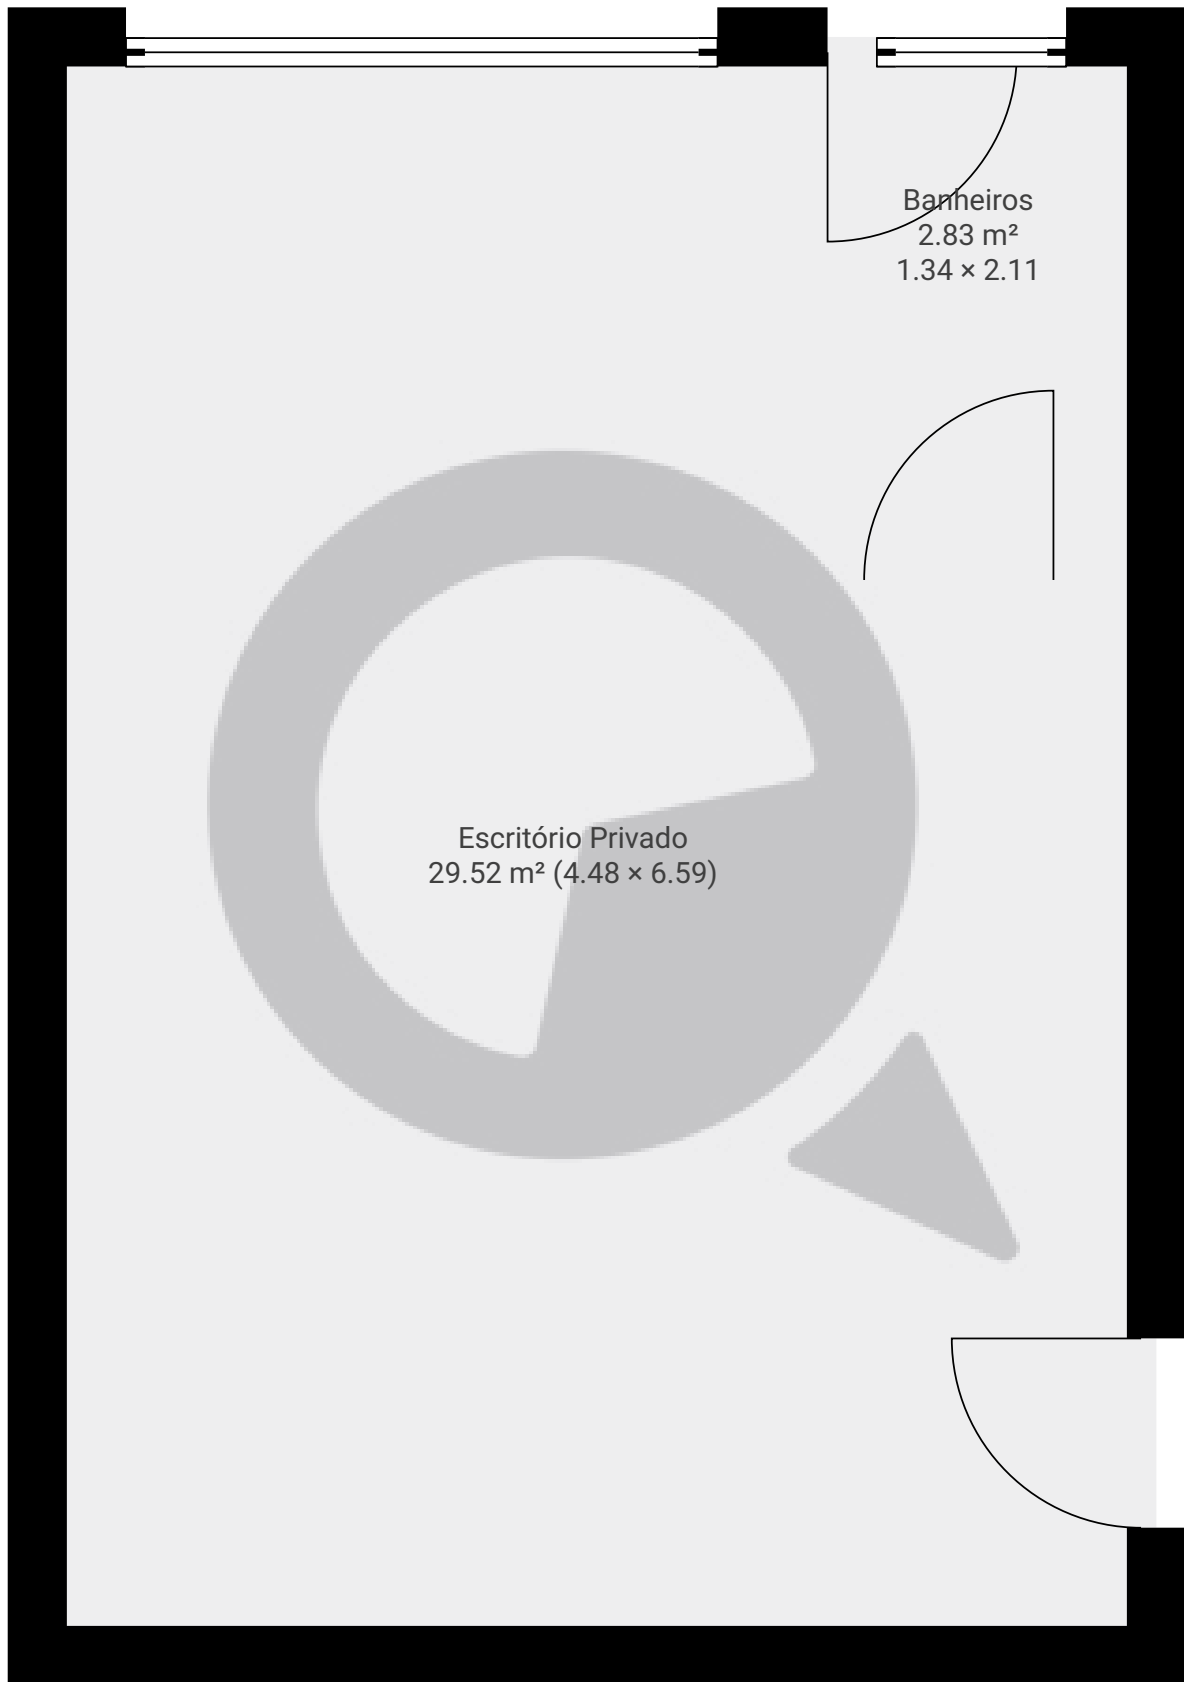 Banheiros
2.83 m²
1.34 × 2.11
Escritório Privado
29.52 m² (4.48 × 6.59)